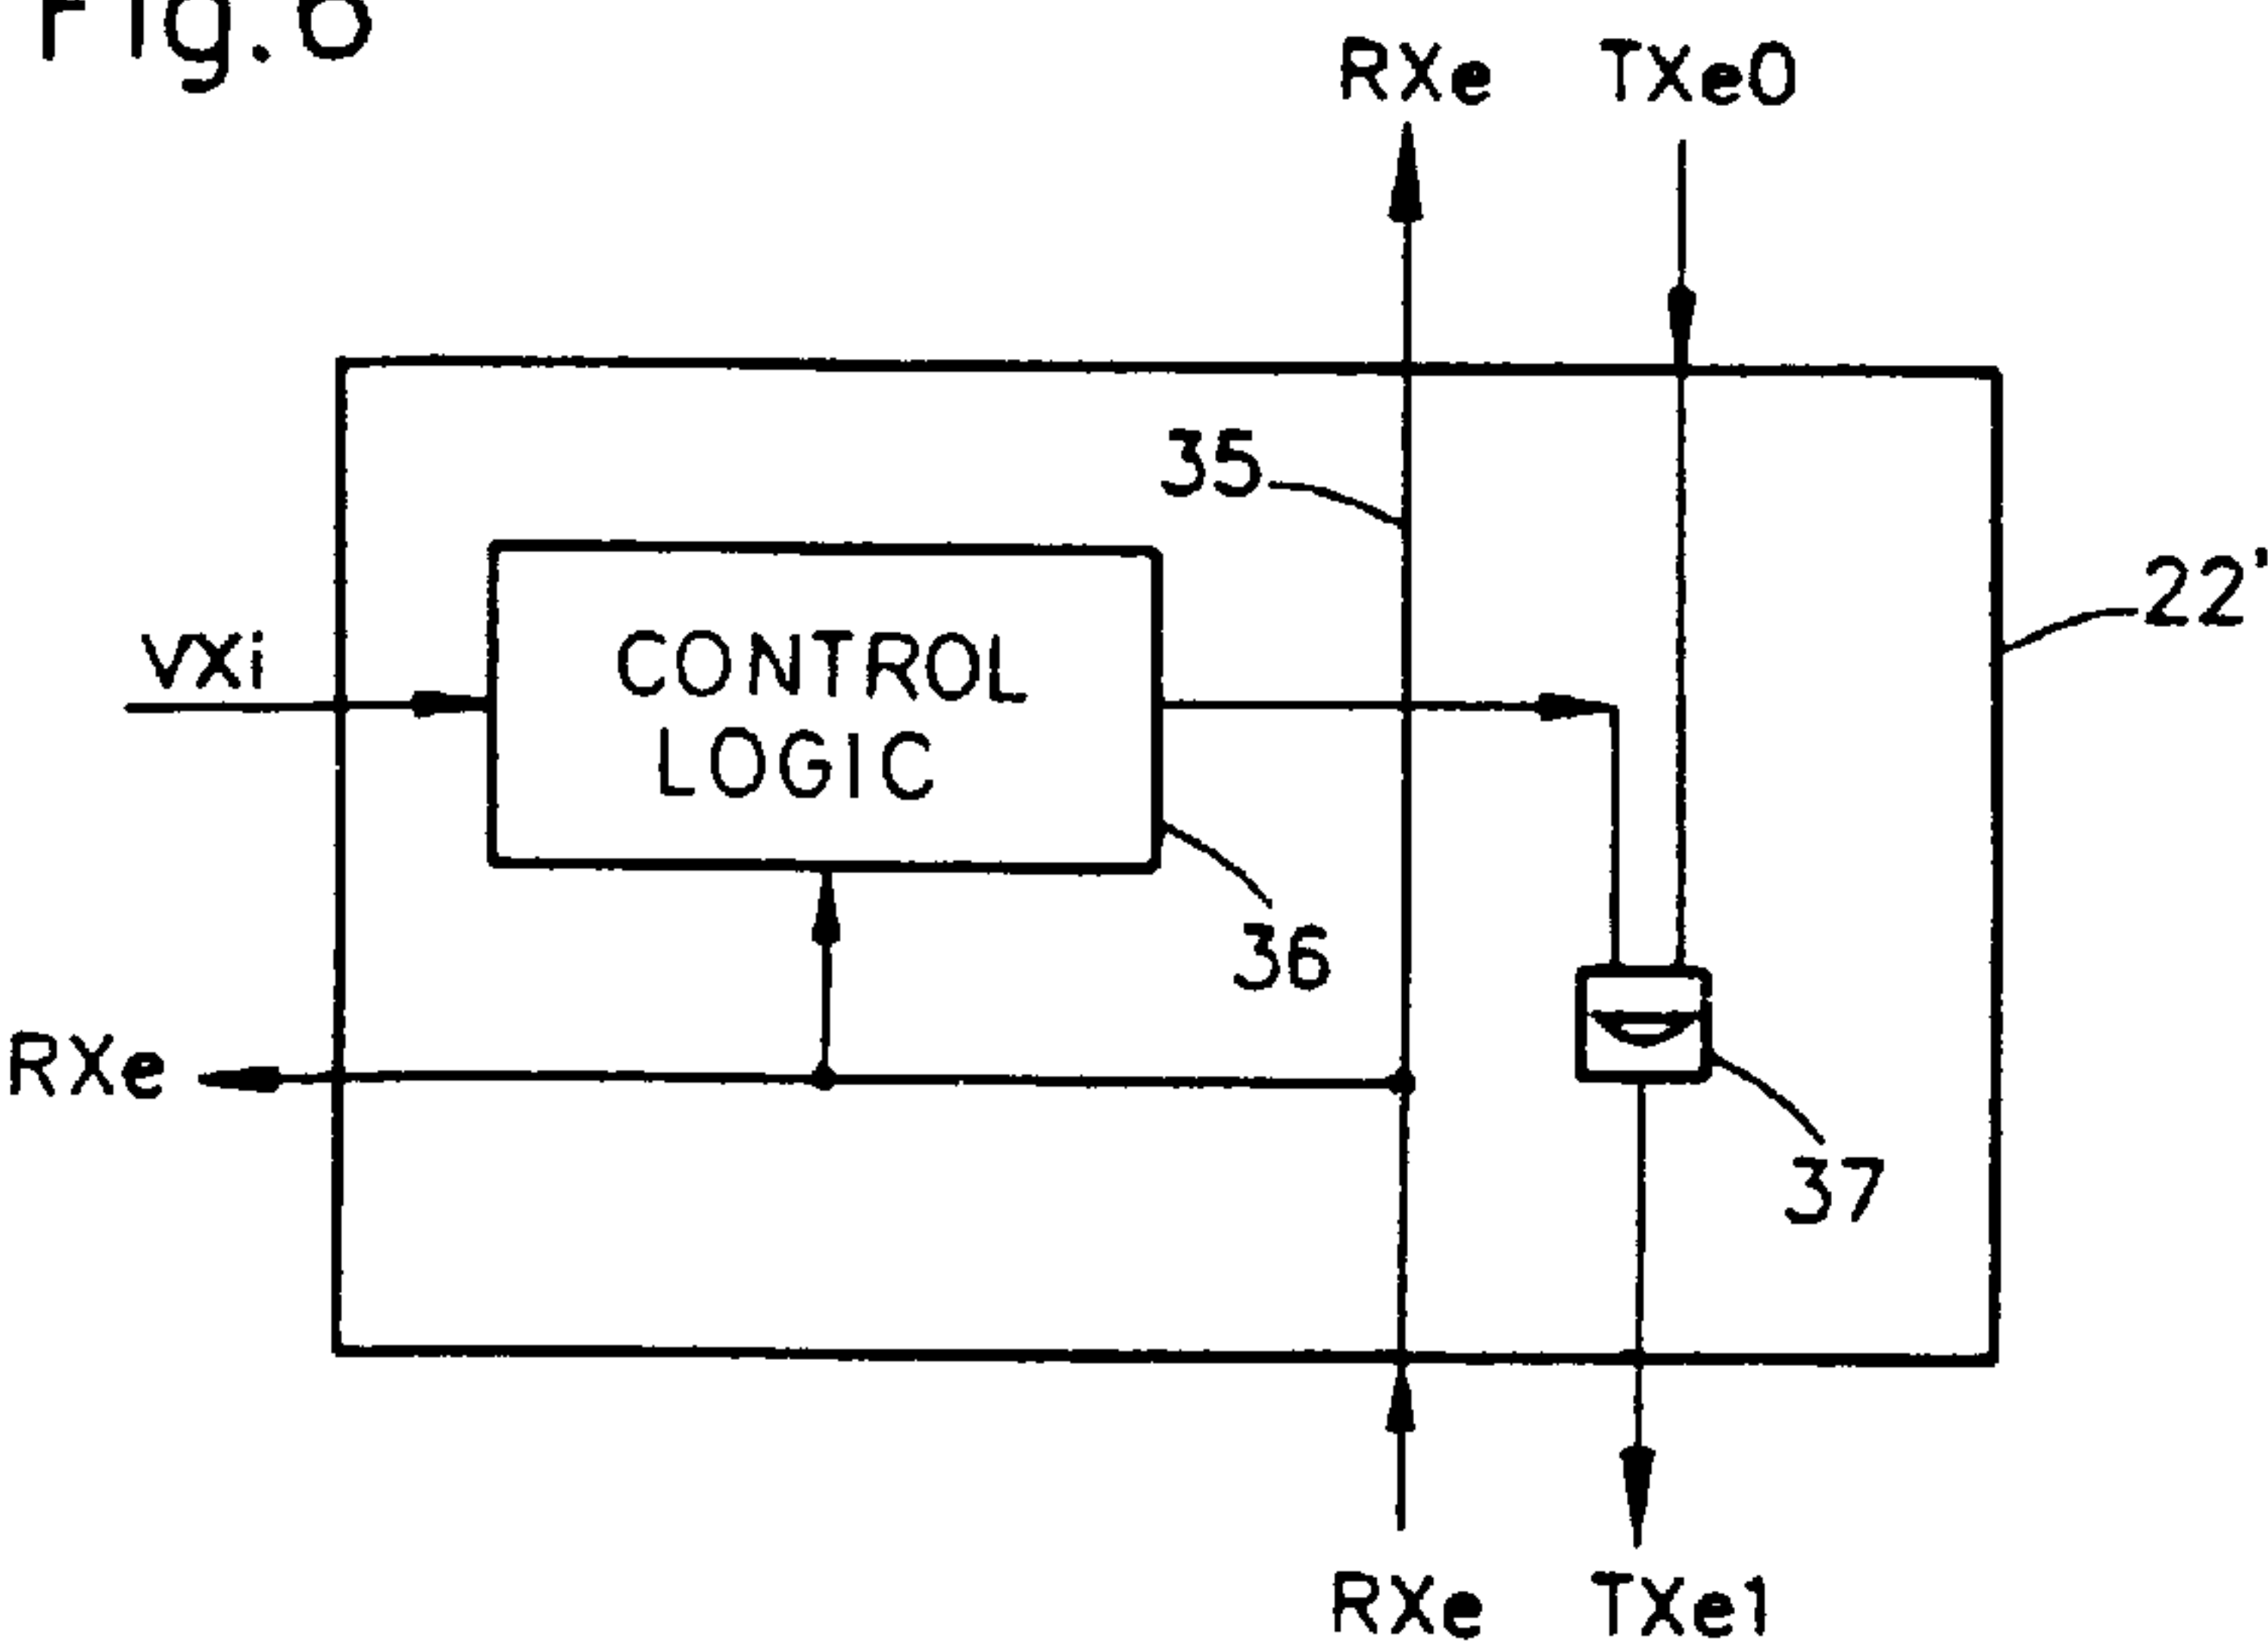 Fig.6
RXe TXe0
35
22'
VXi
CONTROL
LOGIC
36
RXe
37
RXe TXe1